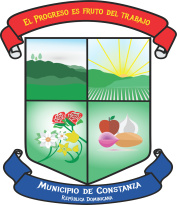 EL PROGRESO ES FRUTO DEL TRABAJO
MUNICIPIO DE CONSTANZA
REPÚBLICA DOMINICANA